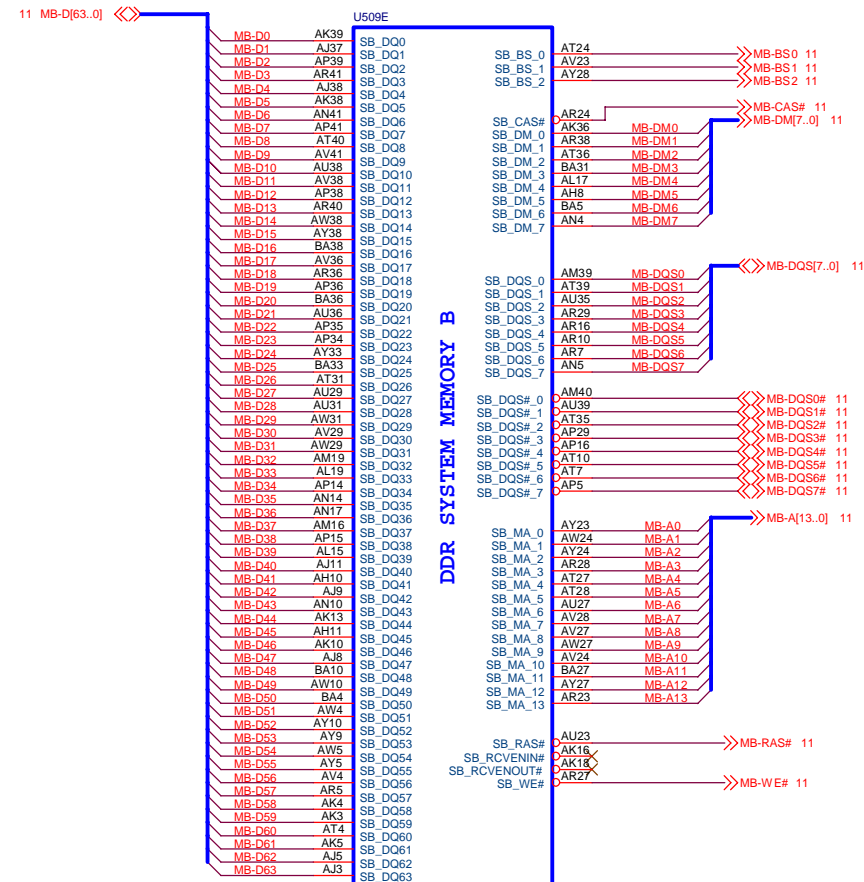 11 MB-D[63..0]
U509E
MB-D0 AK39 SB_DQ0
MB-D1 AJ37 SB_DQ1
MB-D2 AP39 SB_DQ2
MB-D3 AR41 SB_DQ3
MB-D4 AJ38 SB_DQ4
MB-D5 AK38 SB_DQ5
MB-D6 AN41 SB_DQ6
MB-D7 AP41 SB_DQ7
MB-D8 AT40 SB_DQ8
MB-D9 AV41 SB_DQ9
MB-D10 AU38 SB_DQ10
MB-D11 AV38 SB_DQ11
MB-D12 AP38 SB_DQ12
MB-D13 AR40 SB_DQ13
MB-D14 AW38 SB_DQ14
MB-D15 AY38 SB_DQ15
MB-D16 BA38 SB_DQ16
MB-D17 AV36 SB_DQ17
MB-D18 AR36 SB_DQ18
MB-D19 AP36 SB_DQ19
MB-D20 BA36 SB_DQ20
MB-D21 AU36 SB_DQ21
MB-D22 AP35 SB_DQ22
MB-D23 AP34 SB_DQ23
MB-D24 AY33 SB_DQ24
MB-D25 BA33 SB_DQ25
MB-D26 AT31 SB_DQ26
MB-D27 AU29 SB_DQ27
MB-D28 AU31 SB_DQ28
MB-D29 AW31 SB_DQ29
MB-D30 AV29 SB_DQ30
MB-D31 AW29 SB_DQ31
MB-D32 AM19 SB_DQ32
MB-D33 AL19 SB_DQ33
MB-D34 AP14 SB_DQ34
MB-D35 AN14 SB_DQ35
MB-D36 AN17 SB_DQ36
MB-D37 AM16 SB_DQ37
MB-D38 AP15 SB_DQ38
MB-D39 AL15 SB_DQ39
MB-D40 AJ11 SB_DQ40
MB-D41 AH10 SB_DQ41
MB-D42 AJ9 SB_DQ42
MB-D43 AN10 SB_DQ43
MB-D44 AK13 SB_DQ44
MB-D45 AH11 SB_DQ45
MB-D46 AK10 SB_DQ46
MB-D47 AJ8 SB_DQ47
MB-D48 BA10 SB_DQ48
MB-D49 AW10 SB_DQ49
MB-D50 BA4 SB_DQ50
MB-D51 AW4 SB_DQ51
MB-D52 AY10 SB_DQ52
MB-D53 AY9 SB_DQ53
MB-D54 AW5 SB_DQ54
MB-D55 AY5 SB_DQ55
MB-D56 AV4 SB_DQ56
MB-D57 AR5 SB_DQ57
MB-D58 AK4 SB_DQ58
MB-D59 AK3 SB_DQ59
MB-D60 AT4 SB_DQ60
MB-D61 AK5 SB_DQ61
MB-D62 AJ5 SB_DQ62
MB-D63 AJ3 SB_DQ63
DDR SYSTEM MEMORY B
SB_BS_0 AT24 MB-BS0 11
SB_BS_1 AV23 MB-BS1 11
SB_BS_2 AY28 MB-BS2 11
SB_CAS# AR24 MB-CAS# 11
MB-DM[7..0] 11
SB_DM_0 AK36 MB-DM0
SB_DM_1 AR38 MB-DM1
SB_DM_2 AT36 MB-DM2
SB_DM_3 BA31 MB-DM3
SB_DM_4 AL17 MB-DM4
SB_DM_5 AH8 MB-DM5
SB_DM_6 BA5 MB-DM6
SB_DM_7 AN4 MB-DM7
MB-DQS[7..0] 11
SB_DQS_0 AM39 MB-DQS0
SB_DQS_1 AT39 MB-DQS1
SB_DQS_2 AU35 MB-DQS2
SB_DQS_3 AR29 MB-DQS3
SB_DQS_4 AR16 MB-DQS4
SB_DQS_5 AR10 MB-DQS5
SB_DQS_6 AR7 MB-DQS6
SB_DQS_7 AN5 MB-DQS7
SB_DQS#_0 AM40 MB-DQS0# 11
SB_DQS#_1 AU39 MB-DQS1# 11
SB_DQS#_2 AT35 MB-DQS2# 11
SB_DQS#_3 AP29 MB-DQS3# 11
SB_DQS#_4 AP16 MB-DQS4# 11
SB_DQS#_5 AT10 MB-DQS5# 11
SB_DQS#_6 AT7 MB-DQS6# 11
SB_DQS#_7 AP5 MB-DQS7# 11
MB-A[13..0] 11
SB_MA_0 AY23 MB-A0
SB_MA_1 AW24 MB-A1
SB_MA_2 AY24 MB-A2
SB_MA_3 AR28 MB-A3
SB_MA_4 AT27 MB-A4
SB_MA_5 AT28 MB-A5
SB_MA_6 AU27 MB-A6
SB_MA_7 AV28 MB-A7
SB_MA_8 AV27 MB-A8
SB_MA_9 AW27 MB-A9
SB_MA_10 AV24 MB-A10
SB_MA_11 BA27 MB-A11
SB_MA_12 AY27 MB-A12
SB_MA_13 AR23 MB-A13
SB_RAS# AU23 MB-RAS# 11
SB_RCVENIN# AK16
SB_RCVENOUT# AK18
SB_WE# AR27 MB-WE# 11